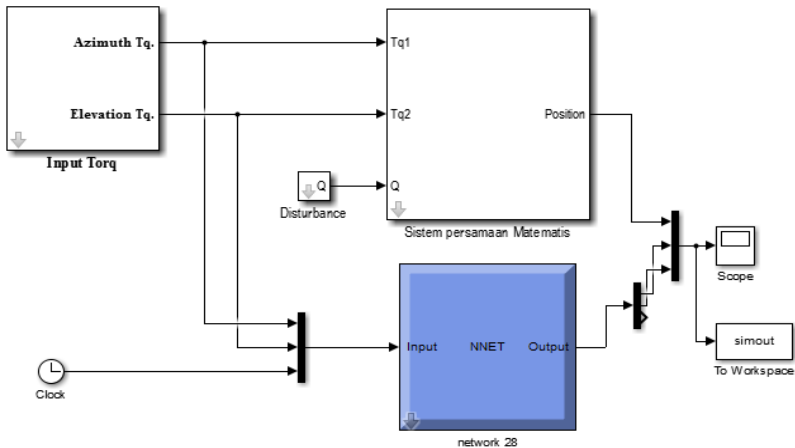 Azimuth Tq.
Elevation Tq.
Input Torq
Tq1
Tq2
Q
Position
Sistem persamaan Matematis
Q
Disturbance
Scope
simout
To Workspace
Input
NNET
Output
network 28
Clock